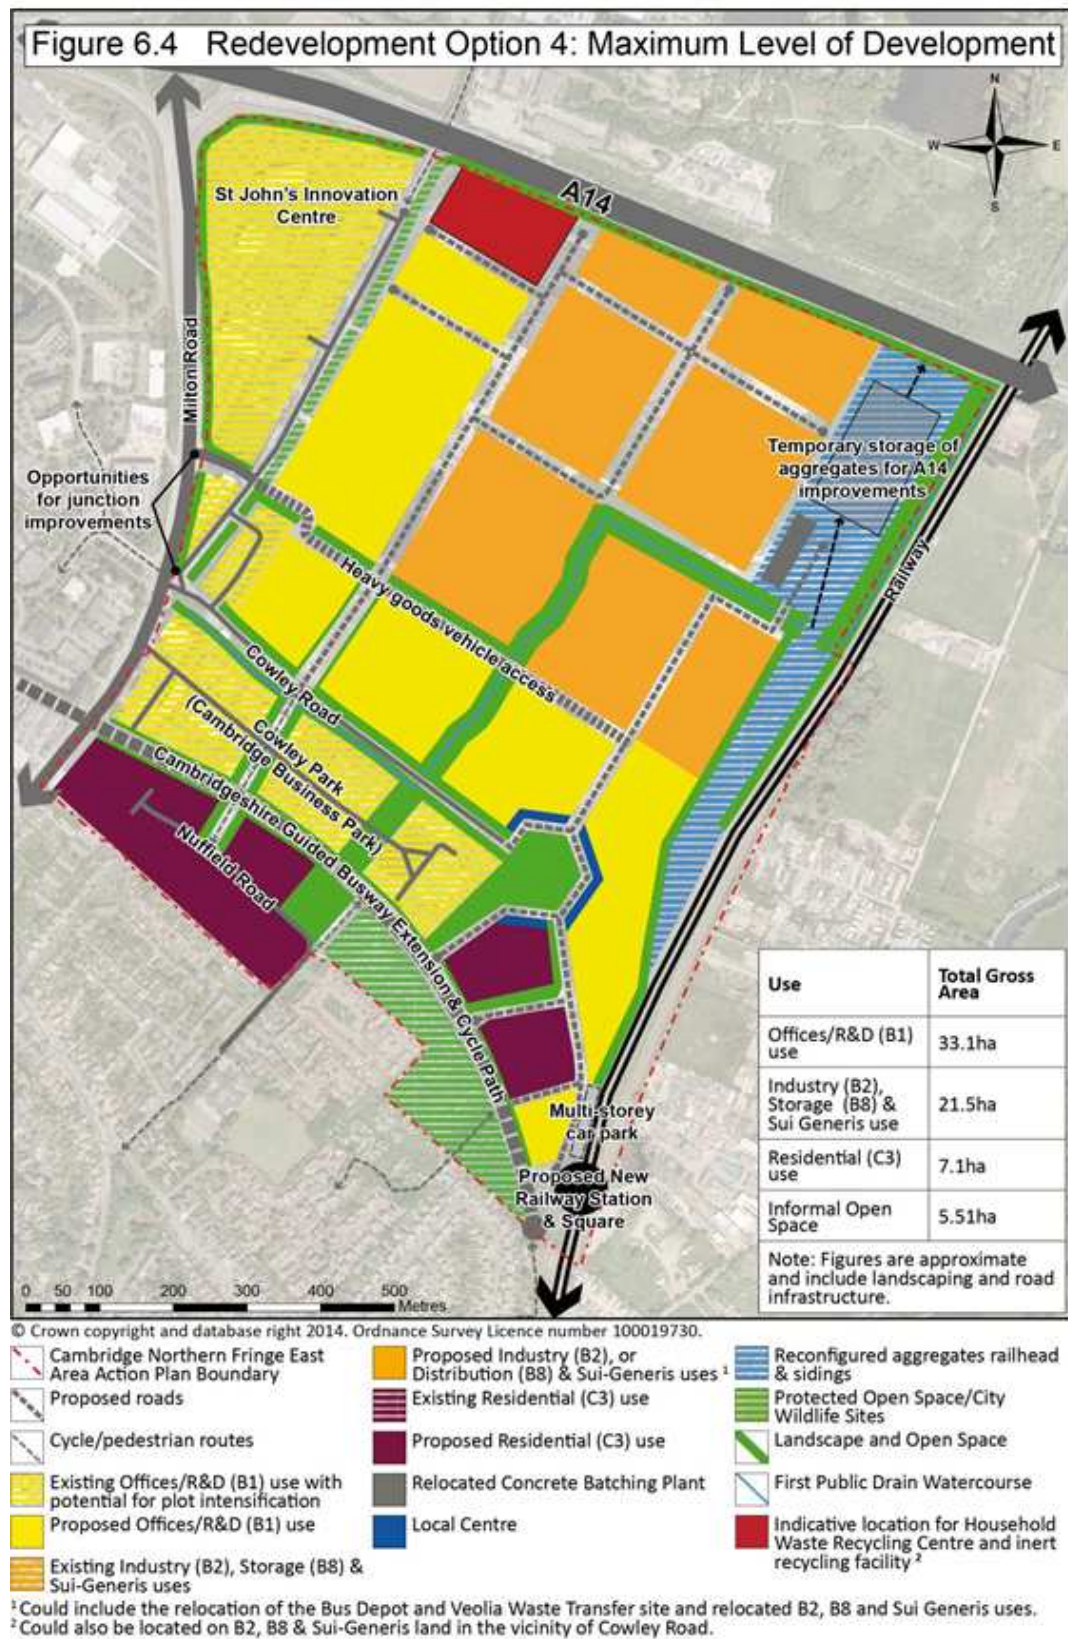 Figure 6.4 Redevelopment Option 4: Maximum Level of Development
N
W
E
S
A14
St John's Innovation
Centre
Milton Road
Opportunities
for junction
improvements
Temporary storage of
aggregates for A14
improvements
Railway
Heavy goods vehicle access
Cowley Road
Cowley Park
(Cambridge Business Park)
Cambridgeshire Guided Busway Extension & Cycle Path
Nuffield Road
Multi-storey
car park
Proposed New
Railway Station
& Square
Use
Total Gross
Area
Offices/R&D (B1)
use
33.1ha
Industry (B2),
Storage (B8) &
Sui Generis use
21.5ha
Residential (C3)
use
7.1ha
Informal Open
Space
5.51ha
Note: Figures are approximate
and include landscaping and road
infrastructure.
0 50 100 200 300 400 500
Metres
© Crown copyright and database right 2014. Ordnance Survey Licence number 100019730.
Cambridge Northern Fringe East
Area Action Plan Boundary
Proposed roads
Cycle/pedestrian routes
Existing Offices/R&D (B1) use with
potential for plot intensification
Proposed Offices/R&D (B1) use
Existing Industry (B2), Storage (B8) &
Sui-Generis uses
Proposed Industry (B2), or
Distribution (B8) & Sui-Generis uses 1
Existing Residential (C3) use
Proposed Residential (C3) use
Relocated Concrete Batching Plant
Local Centre
Reconfigured aggregates railhead
& sidings
Protected Open Space/City
Wildlife Sites
Landscape and Open Space
First Public Drain Watercourse
Indicative location for Household
Waste Recycling Centre and inert
recycling facility 2
1 Could include the relocation of the Bus Depot and Veolia Waste Transfer site and relocated B2, B8 and Sui Generis uses.
2 Could also be located on B2, B8 & Sui-Generis land in the vicinity of Cowley Road.